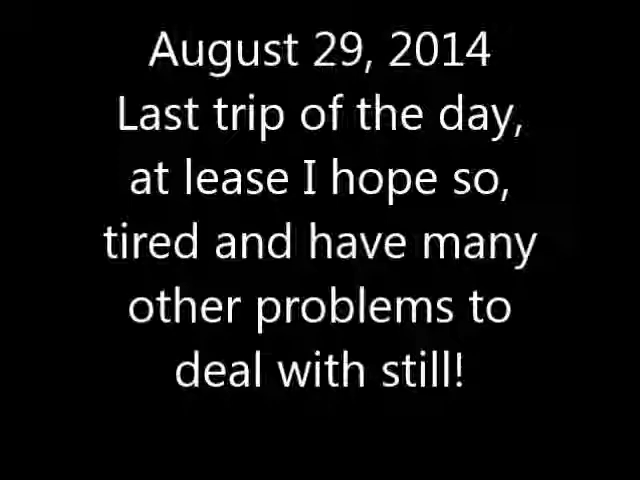 August 29, 2014
Last trip of the day,
at lease I hope so,
tired and have many
other problems to
deal with still!